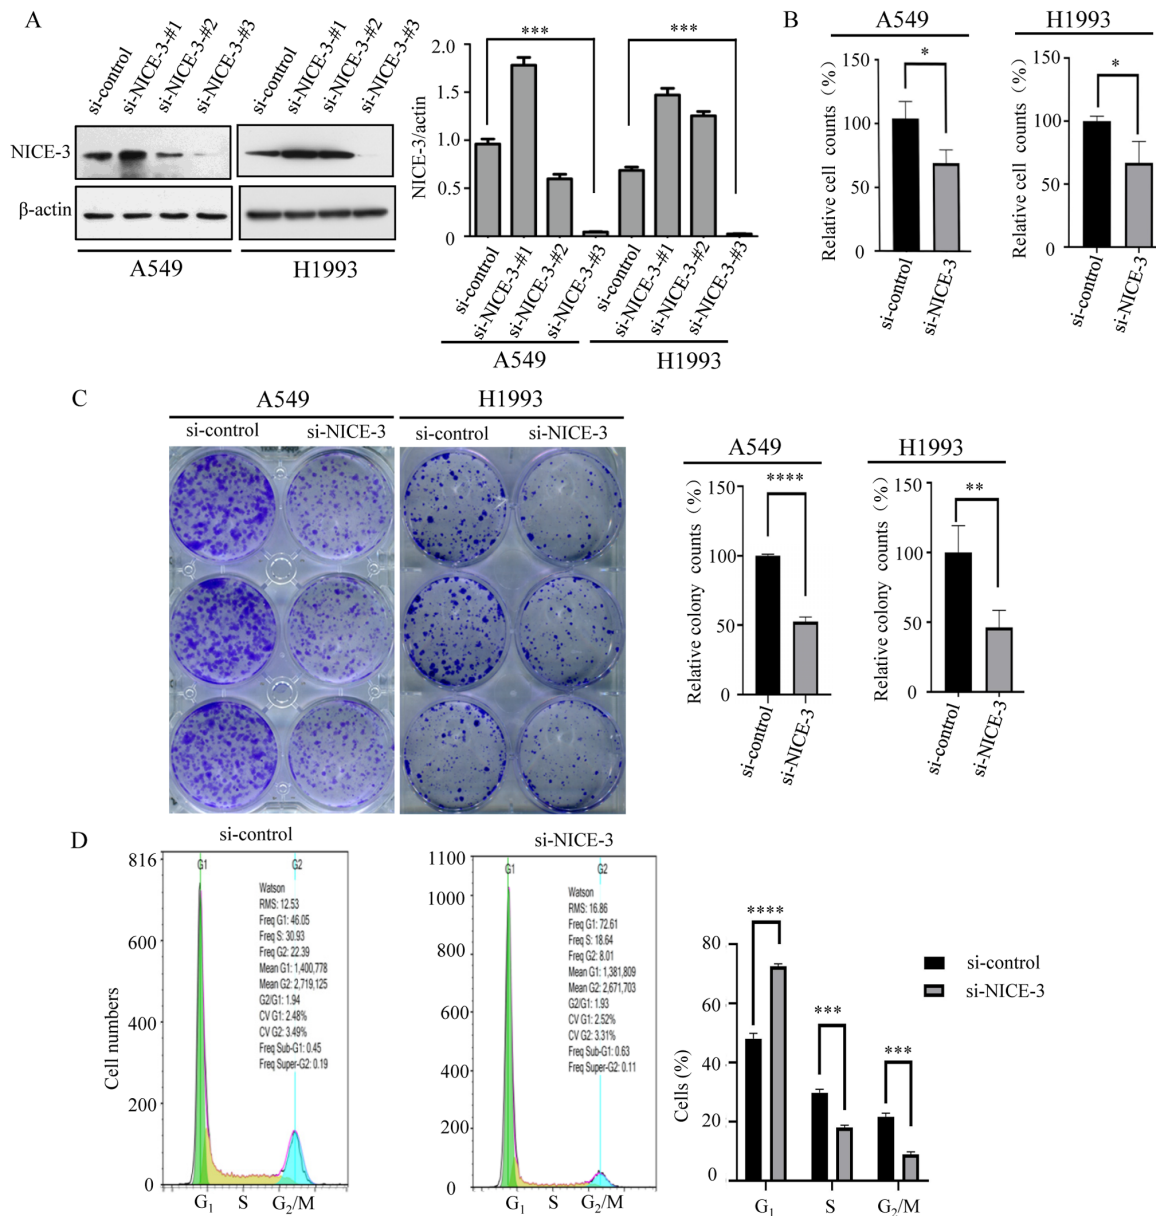 A
si-control
si-NICE-3-#1
si-NICE-3-#2
si-NICE-3-#3
si-control
si-NICE-3-#1
si-NICE-3-#2
si-NICE-3-#3
NICE-3
β-actin
A549
H1993
NICE-3/actin
2.0
1.5
1.0
0.5
0
***
***
si-control
si-NICE-3-#1
si-NICE-3-#2
si-NICE-3-#3
si-control
si-NICE-3-#1
si-NICE-3-#2
si-NICE-3-#3
A549
H1993
B
A549
Relative cell counts (%)
150
100
50
0
*
si-control
si-NICE-3
H1993
Relative cell counts (%)
150
100
50
0
*
si-control
si-NICE-3
C
A549
H1993
si-control
si-NICE-3
si-control
si-NICE-3
A549
Relative colony counts (%)
150
100
50
0
****
si-control
si-NICE-3
H1993
Relative colony counts (%)
150
100
50
0
**
si-control
si-NICE-3
D
si-control
Cell numbers
816
600
400
200
0
G1
G2
Watson
RMS: 12.53
Freq G1: 46.05
Freq S: 30.93
Freq G2: 22.39
Mean G1: 1,400,778
Mean G2: 2,719,125
G2/G1: 1.94
CV G1: 2.48%
CV G2: 3.49%
Freq Sub-G1: 0.45
Freq Super-G2: 0.19
G₁ S G₂/M
si-NICE-3
1100
1000
800
600
400
200
0
G1
G2
Watson
RMS: 16.86
Freq G1: 72.61
Freq S: 18.64
Freq G2: 8.01
Mean G1: 1,381,809
Mean G2: 2,671,703
G2/G1: 1.93
CV G1: 2.52%
CV G2: 3.31%
Freq Sub-G1: 0.63
Freq Super-G2: 0.11
G₁ S G₂/M
Cells (%)
80
60
40
20
0
****
***
***
G₁ S G₂/M
si-control
si-NICE-3